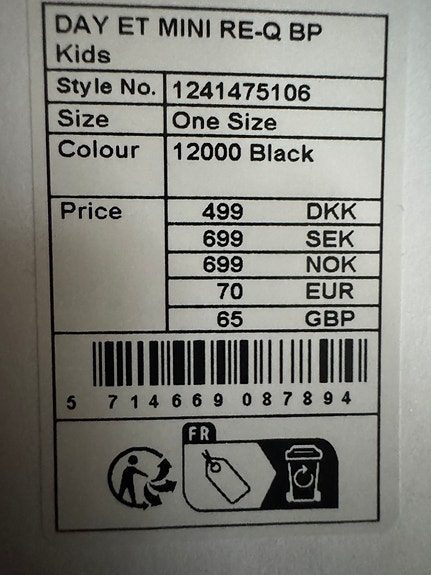 DAY ET MINI RE-Q BP
Kids
Style No. 1241475106
Size One Size
Colour 12000 Black
Price 499 DKK
699 SEK
699 NOK
70 EUR
65 GBP
5 714669 087894
FR